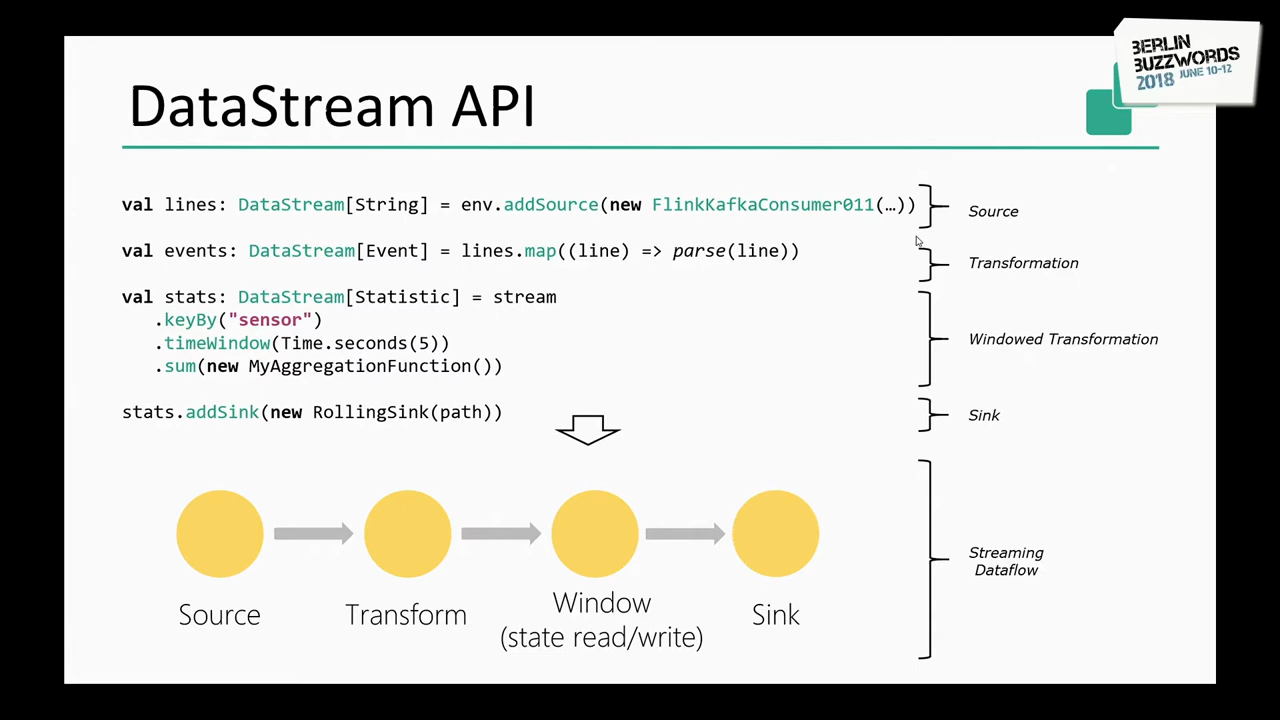 BERLIN
BUZZWORDS
2018 JUNE 10-12
DataStream API
val lines: DataStream[String] = env.addSource(new FlinkKafkaConsumer011(…))
Source
val events: DataStream[Event] = lines.map((line) => parse(line))
Transformation
val stats: DataStream[Statistic] = stream
.keyBy("sensor")
.timeWindow(Time.seconds(5))
.sum(new MyAggregationFunction())
Windowed Transformation
stats.addSink(new RollingSink(path))
Sink
Streaming
Dataflow
Source
Transform
Window
(state read/write)
Sink